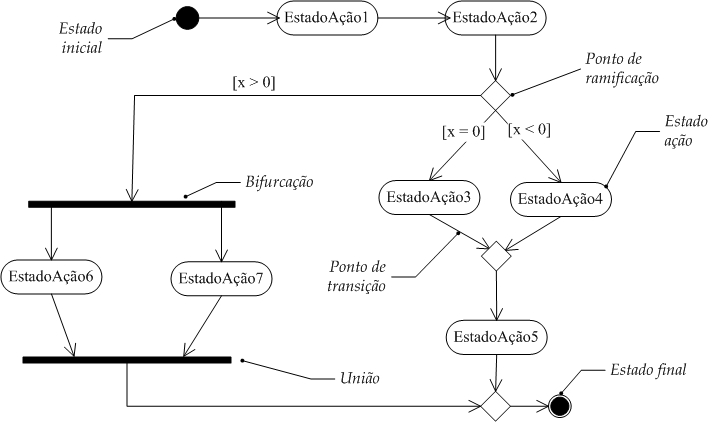 Estado
inicial
EstadoAção1
EstadoAção2
Ponto de
ramificação
[x > 0]
[x = 0]
[x < 0]
Estado
ação
Bifurcação
EstadoAção3
EstadoAção4
Ponto de
transição
EstadoAção6
EstadoAção7
EstadoAção5
União
Estado final